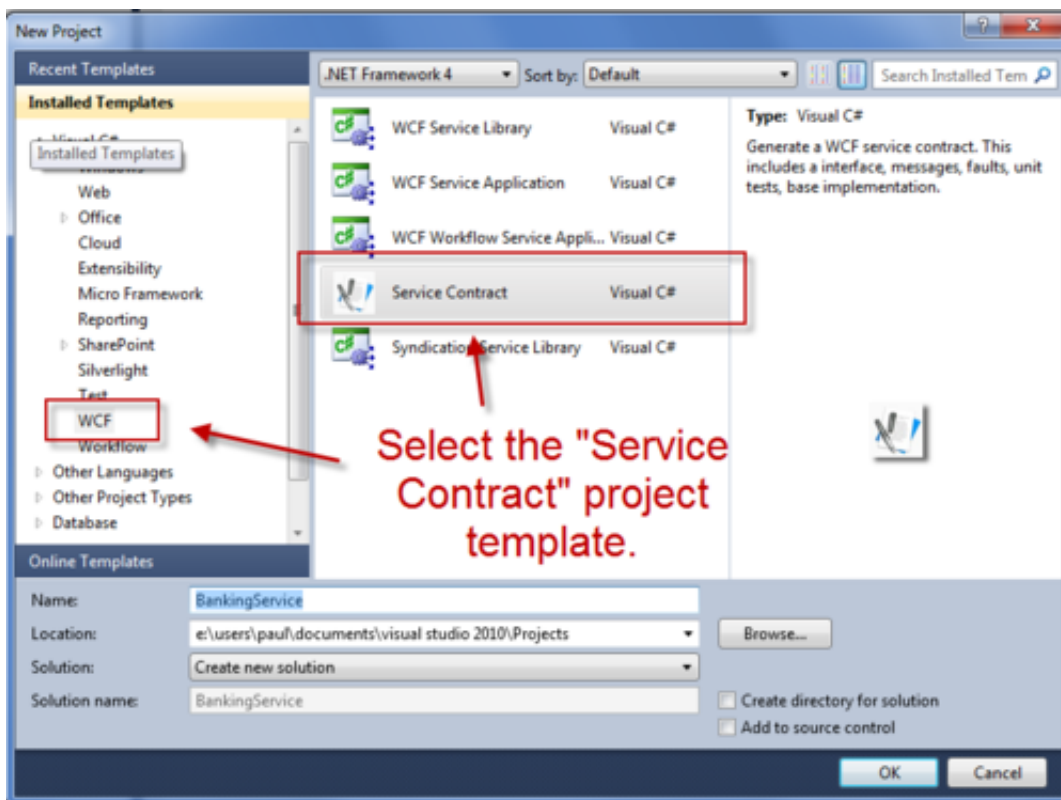 New Project
Recent Templates
Installed Templates
Installed Templates
Web
Office
Cloud
Extensibility
Micro Framework
Reporting
SharePoint
Silverlight
Test
WCF
Workflow
Other Languages
Other Project Types
Database
Online Templates
.NET Framework 4
Sort by: Default
Search Installed Tem
WCF Service Library Visual C#
WCF Service Application Visual C#
WCF Workflow Service Appli... Visual C#
Service Contract Visual C#
Syndication Service Library Visual C#
Type: Visual C#
Generate a WCF service contract. This
includes a interface, messages, faults, unit
tests, base implementation.
Select the "Service
Contract" project
template.
Name: BankingService
Location: e:\users\paul\documents\visual studio 2010\Projects Browse...
Solution: Create new solution
Solution name: BankingService
Create directory for solution
Add to source control
OK Cancel